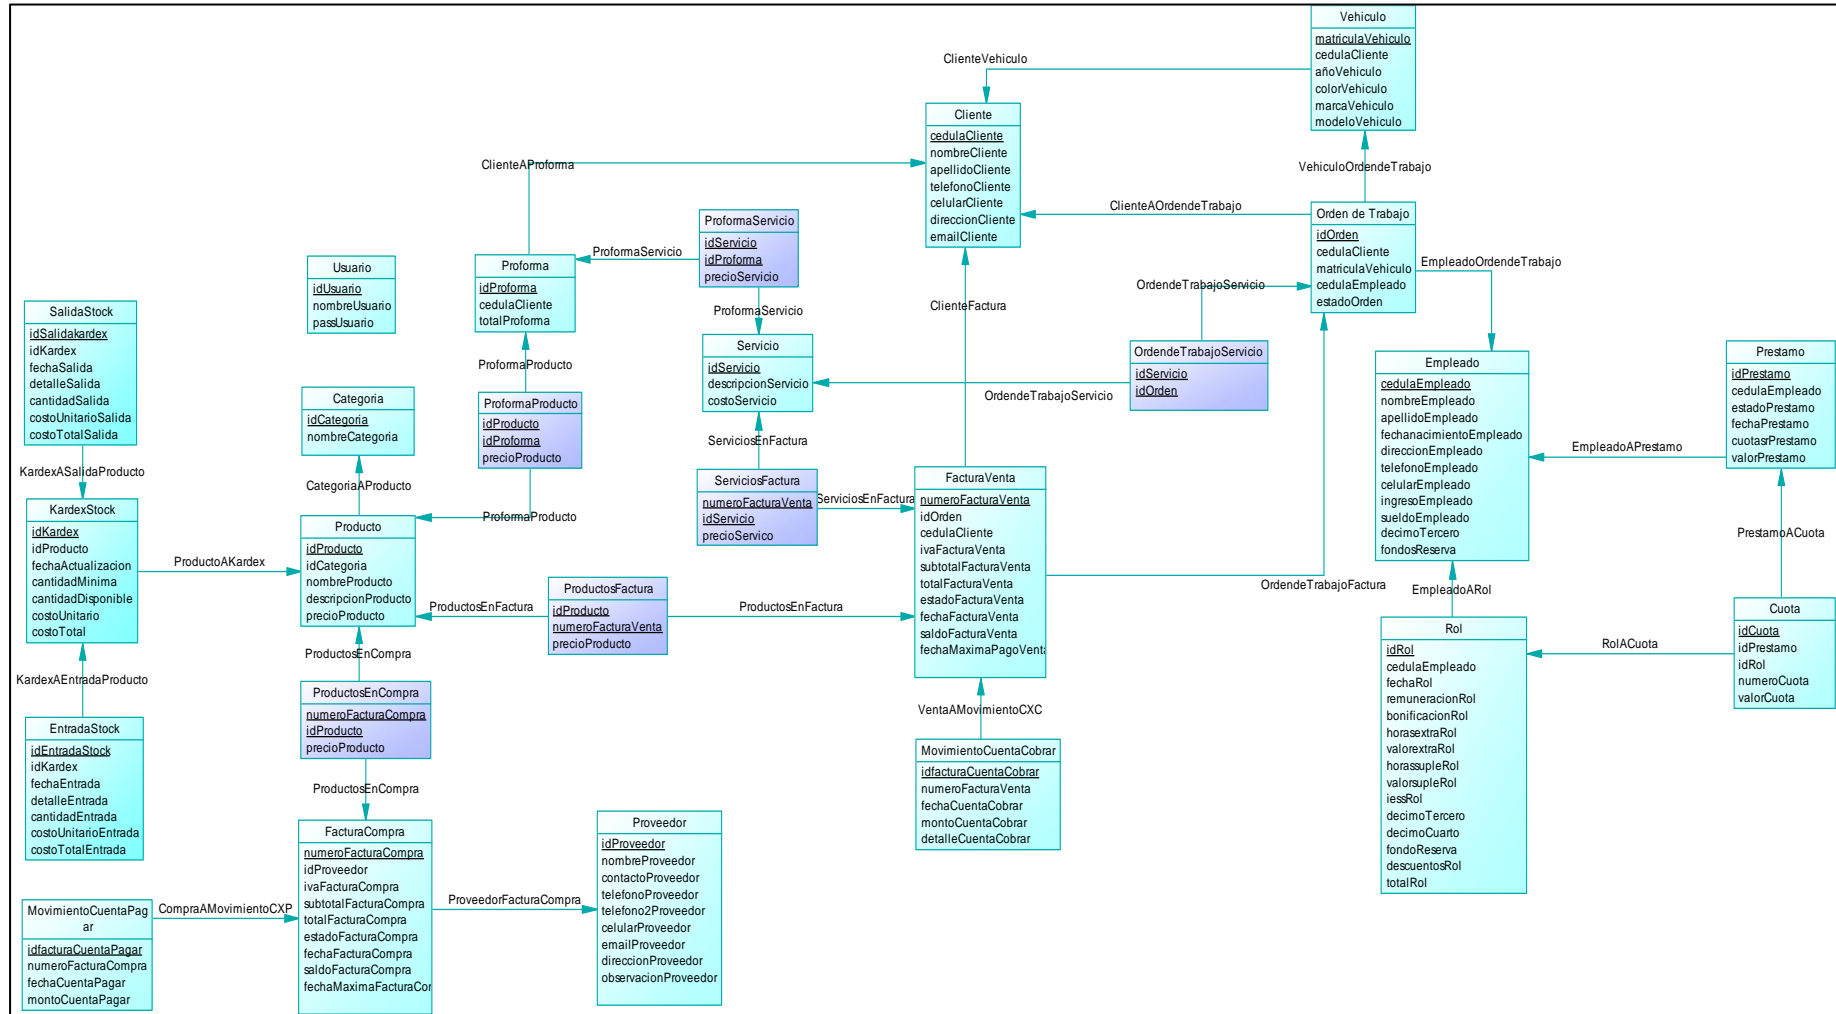 Vehiculo
matriculaVehiculo
cedulaCliente
añoVehiculo
colorVehiculo
marcaVehiculo
modeloVehiculo
ClienteVehiculo
VehiculoOrdendeTrabajo
Cliente
cedulaCliente
nombreCliente
apellidoCliente
telefonoCliente
celularCliente
direccionCliente
emailCliente
ClienteAProforma
ClienteAOrdendeTrabajo
Orden de Trabajo
idOrden
cedulaCliente
matriculaVehiculo
cedulaEmpleado
estadoOrden
EmpleadoOrdendeTrabajo
ProformaServicio
idServicio
idProforma
precioServicio
ProformaServicio
ProformaServicio
Proforma
idProforma
cedulaCliente
totalProforma
Usuario
idUsuario
nombreUsuario
passUsuario
SalidaStock
idSalidakardex
idKardex
fechaSalida
detalleSalida
cantidadSalida
costoUnitarioSalida
costoTotalSalida
KardexASalidaProducto
ClienteFactura
OrdendeTrabajoServicio
Servicio
idServicio
descripcionServicio
costoServicio
OrdendeTrabajoServicio
idServicio
idOrden
OrdendeTrabajoServicio
Empleado
cedulaEmpleado
nombreEmpleado
apellidoEmpleado
fechanacimientoEmpleado
direccionEmpleado
telefonoEmpleado
celularEmpleado
ingresoEmpleado
sueldoEmpleado
decimoTercero
fondosReserva
EmpleadoAPrestamo
Prestamo
idPrestamo
cedulaEmpleado
estadoPrestamo
fechaPrestamo
cuotasrPrestamo
valorPrestamo
PrestamoACuota
ProformaProducto
ProformaProducto
idProducto
idProforma
precioProducto
ProformaProducto
Categoria
idCategoria
nombreCategoria
CategoriaAProducto
ServiciosEnFactura
ServiciosFactura
numeroFacturaVenta
idServicio
precioServico
ServiciosEnFactura
FacturaVenta
numeroFacturaVenta
idOrden
cedulaCliente
ivaFacturaVenta
subtotalFacturaVenta
totalFacturaVenta
estadoFacturaVenta
fechaFacturaVenta
saldoFacturaVenta
fechaMaximaPagoVenta
OrdendeTrabajoFactura
KardexStock
idKardex
idProducto
fechaActualizacion
cantidadMinima
cantidadDisponible
costoUnitario
costoTotal
ProductoAKardex
Producto
idProducto
idCategoria
nombreProducto
descripcionProducto
precioProducto
ProductosEnFactura
ProductosFactura
idProducto
numeroFacturaVenta
precioProducto
ProductosEnFactura
EmpleadoARol
Rol
idRol
cedulaEmpleado
fechaRol
remuneracionRol
bonificacionRol
horasextraRol
valorextraRol
horassupleRol
valorsupleRol
iessRol
decimoTercero
decimoCuarto
fondoReserva
descuentosRol
totalRol
RolACuota
Cuota
idCuota
idPrestamo
idRol
numeroCuota
valorCuota
KardexAEntradaProducto
EntradaStock
idEntradaStock
idKardex
fechaEntrada
detalleEntrada
cantidadEntrada
costoUnitarioEntrada
costoTotalEntrada
ProductosEnCompra
ProductosEnCompra
numeroFacturaCompra
idProducto
precioProducto
ProductosEnCompra
VentaAMovimientoCXC
MovimientoCuentaCobrar
idfacturaCuentaCobrar
numeroFacturaVenta
fechaCuentaCobrar
montoCuentaCobrar
detalleCuentaCobrar
FacturaCompra
numeroFacturaCompra
idProveedor
ivaFacturaCompra
subtotalFacturaCompra
totalFacturaCompra
estadoFacturaCompra
fechaFacturaCompra
saldoFacturaCompra
fechaMaximaFacturaCor
ProveedorFacturaCompra
Proveedor
idProveedor
nombreProveedor
contactoProveedor
telefonoProveedor
telefono2Proveedor
celularProveedor
emailProveedor
direccionProveedor
observacionProveedor
MovimientoCuentaPag
ar
idfacturaCuentaPagar
numeroFacturaCompra
fechaCuentaPagar
montoCuentaPagar
CompraAMovimientoCXP